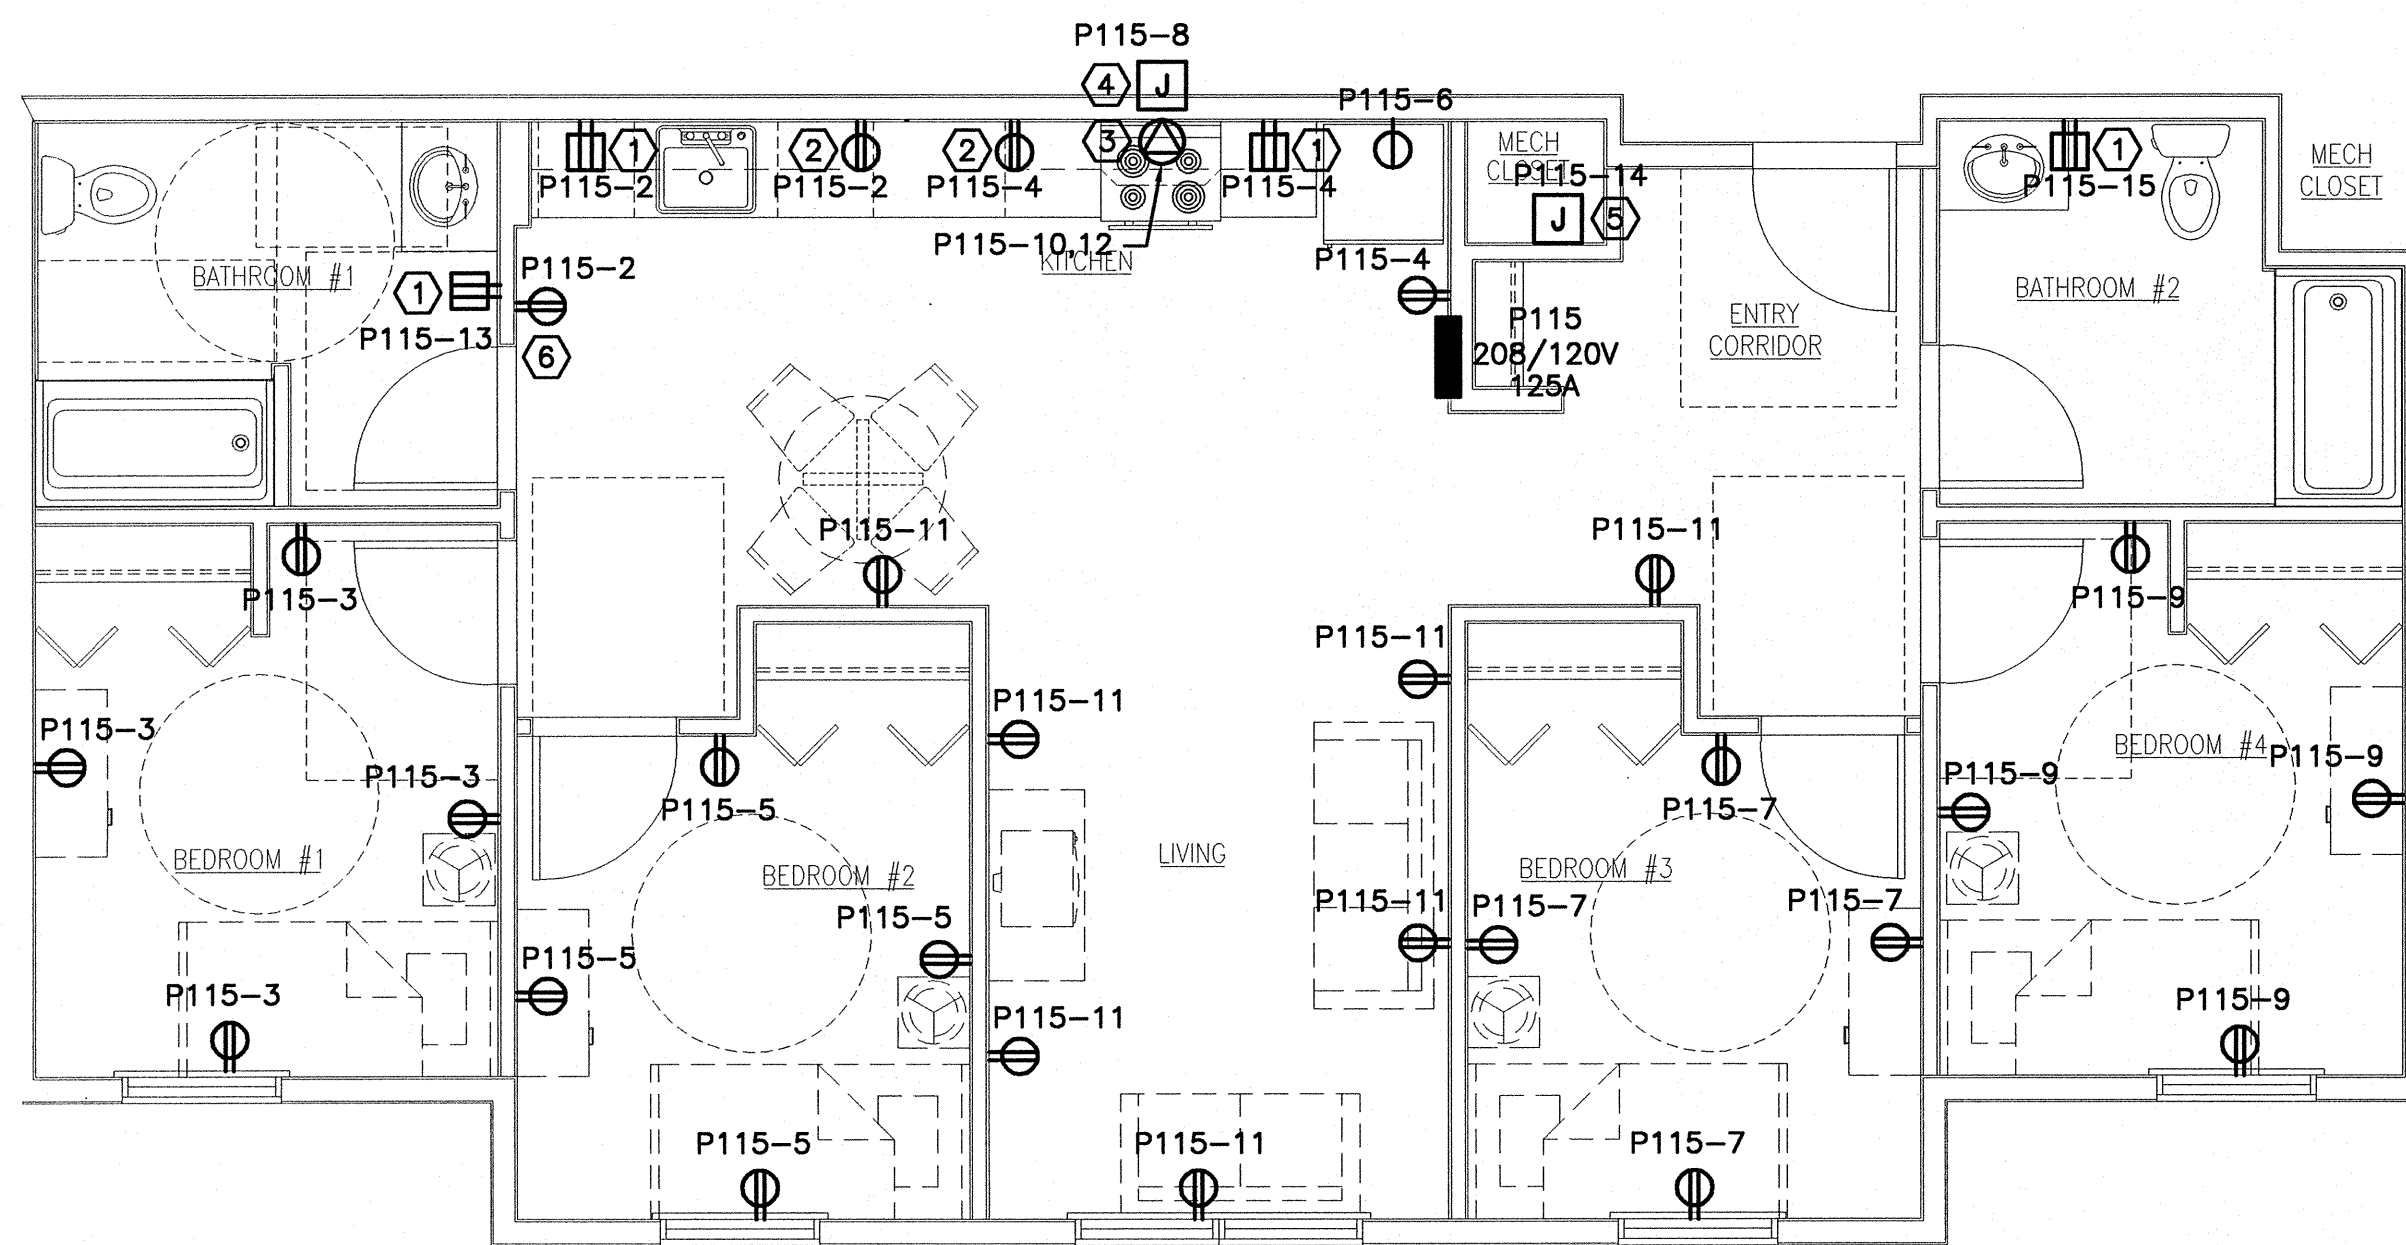 P115-8
4 J
P115-6
3
1
2
2
1
1
P115-2
P115-2
P115-4
P115-4
MECH
CLOSET
P115-14
J 5
P115-15
MECH
CLOSET
P115-10,12
KITCHEN
BATHROOM #1
P115-2
P115-4
1
P115-13
6
P115
208/120V
125A
ENTRY
CORRIDOR
BATHROOM #2
P115-11
P115-11
P115-3
P115-9
P115-11
P115-11
P115-3
P115-3
P115-5
P115-7
BEDROOM #4
P115-9
P115-9
BEDROOM #1
BEDROOM #2
LIVING
BEDROOM #3
P115-5
P115-11
P115-7
P115-7
P115-5
P115-3
P115-11
P115-9
P115-5
P115-11
P115-7